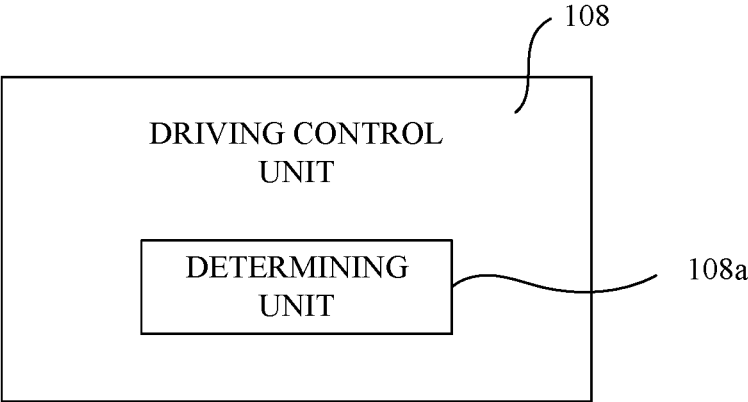 108
DRIVING CONTROL
UNIT
DETERMINING
UNIT
108a